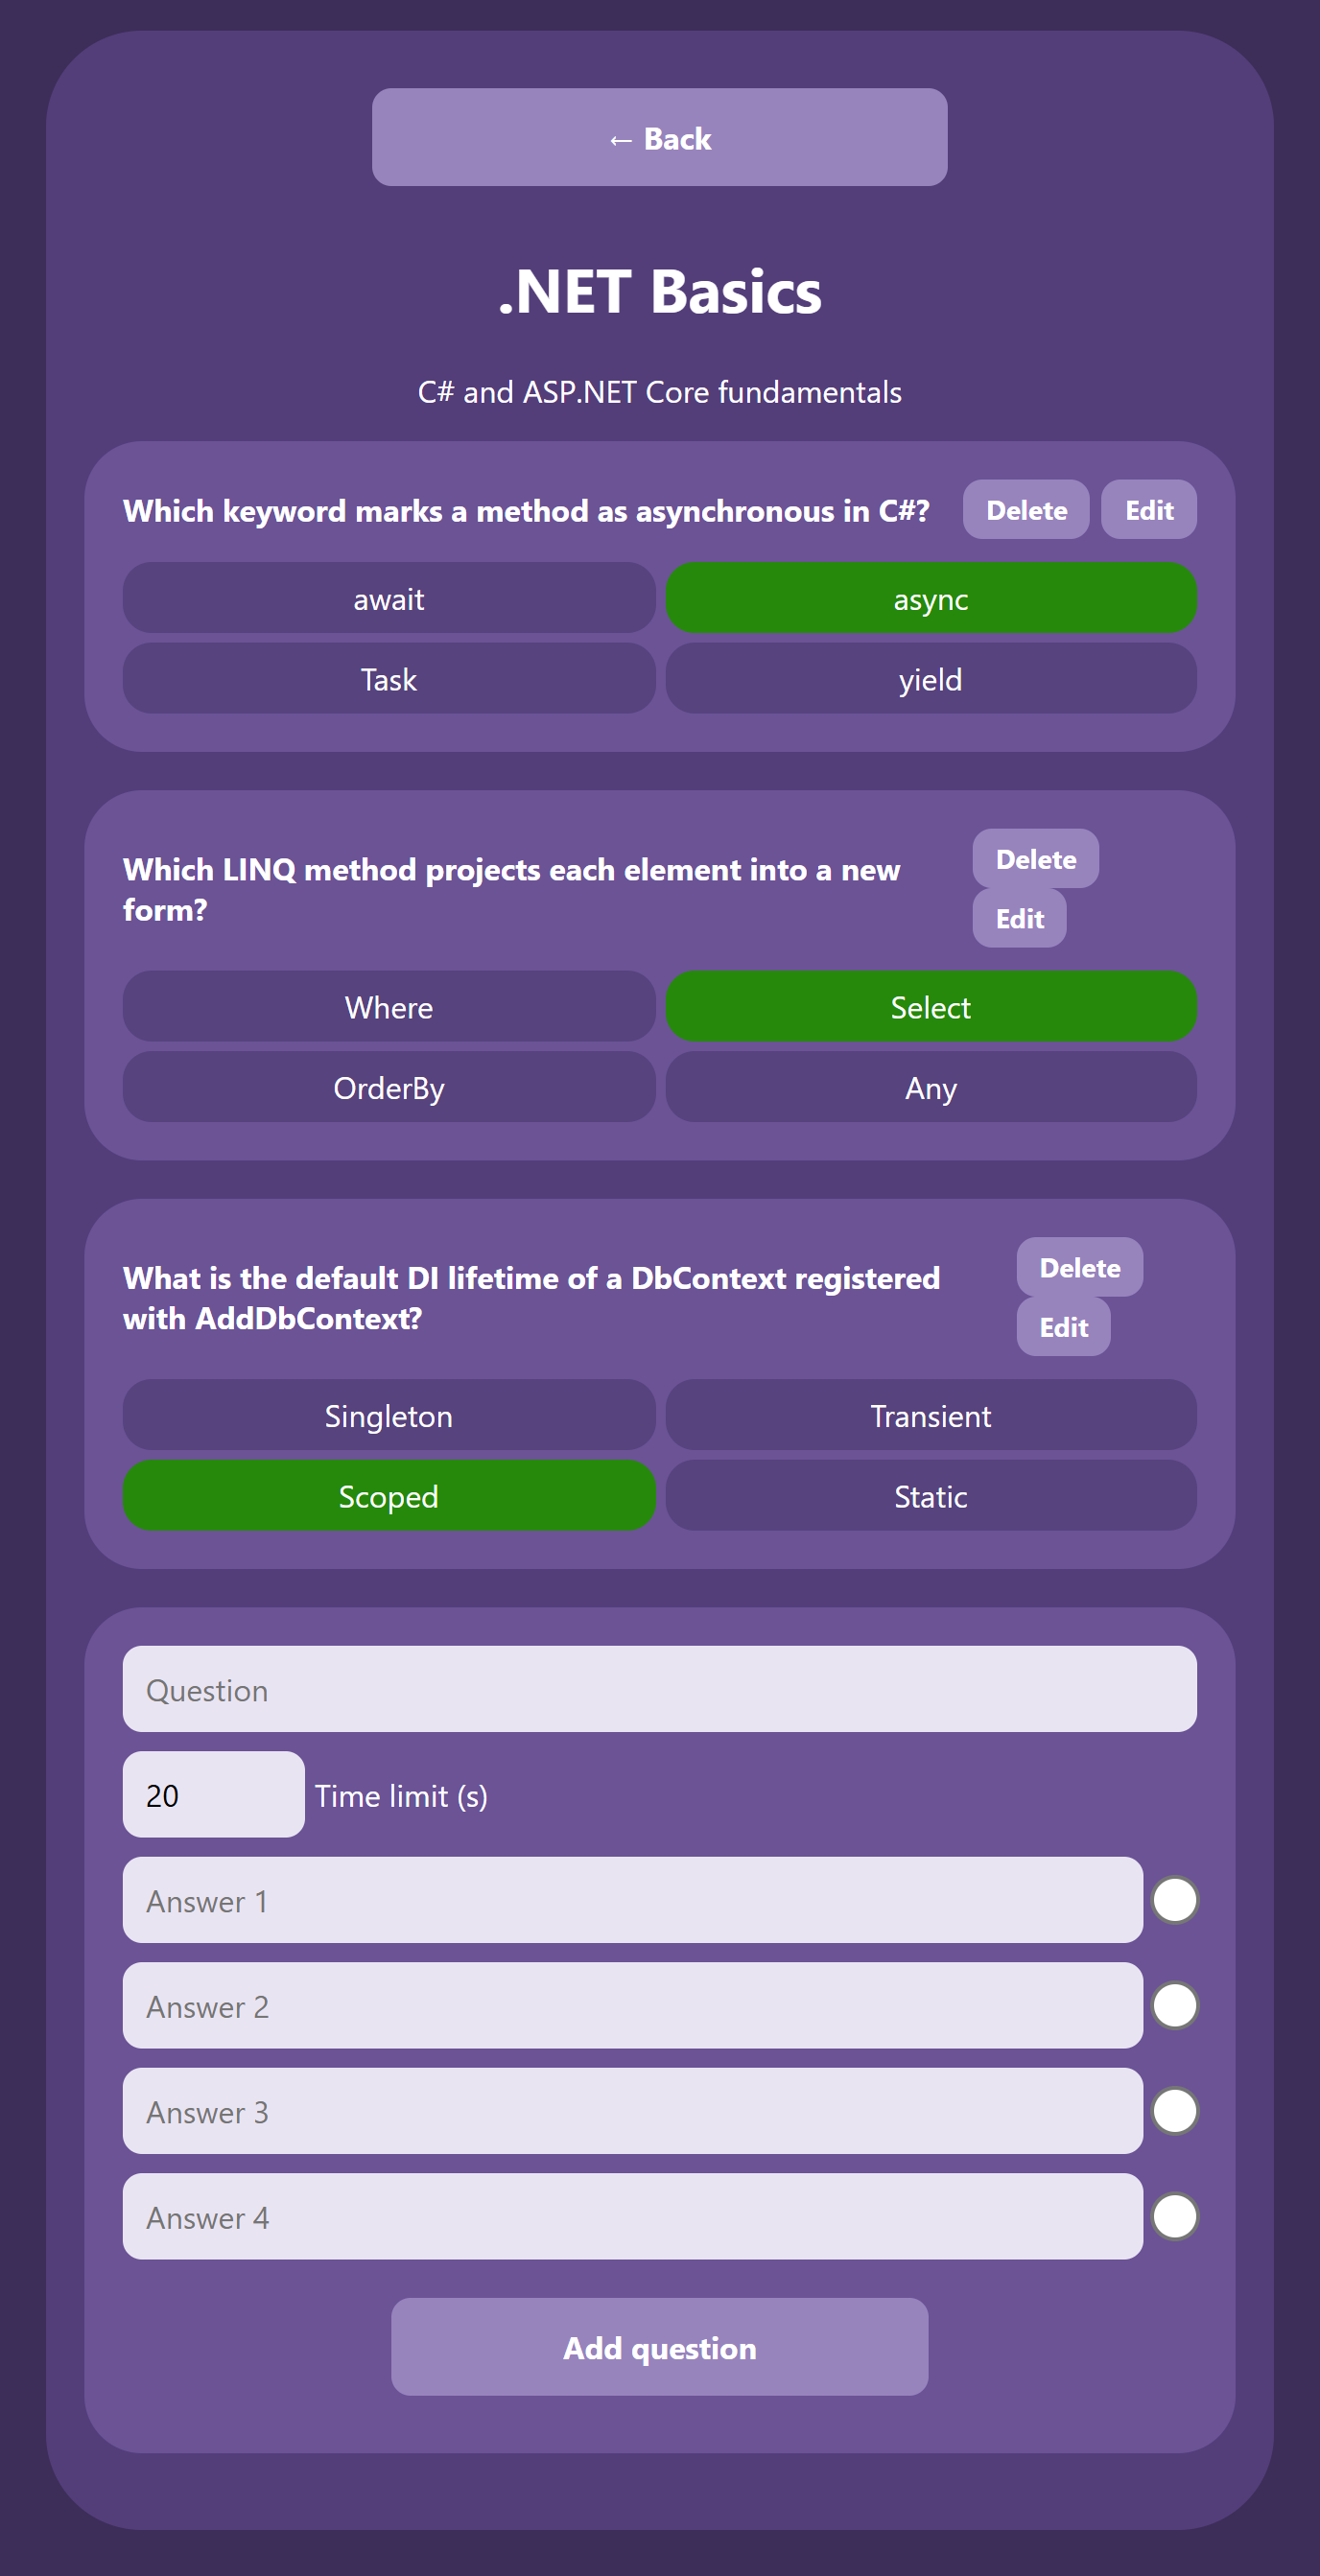 ← Back
.NET Basics
C# and ASP.NET Core fundamentals
Which keyword marks a method as asynchronous in C#?
Delete
Edit
await
async
Task
yield
Which LINQ method projects each element into a new
form?
Delete
Edit
Where
Select
OrderBy
Any
What is the default DI lifetime of a DbContext registered
with AddDbContext?
Delete
Edit
Singleton
Transient
Scoped
Static
Question
20
Time limit (s)
Answer 1
Answer 2
Answer 3
Answer 4
Add question